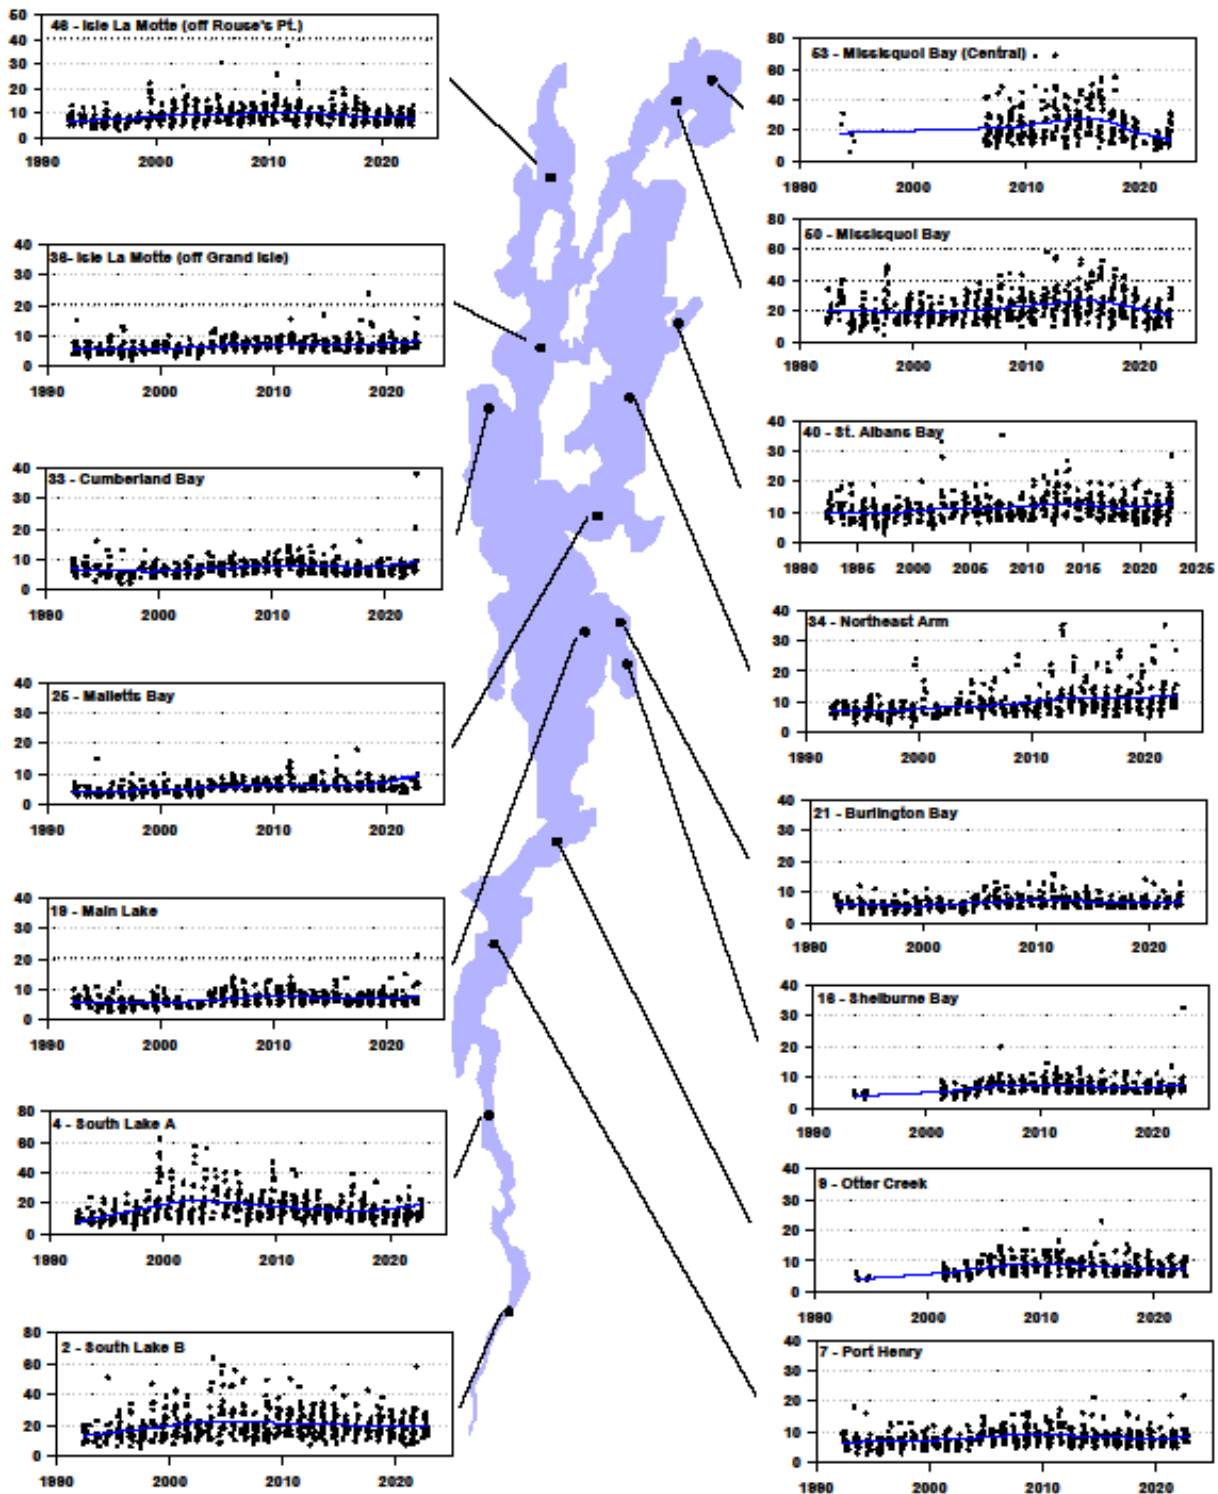 46 - Isle La Motte (off Rouse's Pt.)
50
40
30
20
10
0
1990 2000 2010 2020
36- Isle La Motte (off Grand Isle)
40
30
20
10
0
1990 2000 2010 2020
33 - Cumberland Bay
40
30
20
10
0
1990 2000 2010 2020
25 - Malletts Bay
40
30
20
10
0
1990 2000 2010 2020
19 - Main Lake
40
30
20
10
0
1990 2000 2010 2020
4 - South Lake A
80
60
40
20
0
1990 2000 2010 2020
2 - South Lake B
80
60
40
20
0
1990 2000 2010 2020
53 - Missisquoi Bay (Central)
80
60
40
20
0
1990 2000 2010 2020
50 - Missisquoi Bay
80
60
40
20
0
1990 1995 2000 2005 2010 2015 2020 2025
40 - St. Albans Bay
40
30
20
10
0
1990 1995 2000 2005 2010 2015 2020 2025
34 - Northeast Arm
40
30
20
10
0
1990 2000 2010 2020
21 - Burlington Bay
40
30
20
10
0
1990 2000 2010 2020
16 - Shelburne Bay
40
30
20
10
0
1990 2000 2010 2020
9 - Otter Creek
40
30
20
10
0
1990 2000 2010 2020
7 - Port Henry
40
30
20
10
0
1990 2000 2010 2020